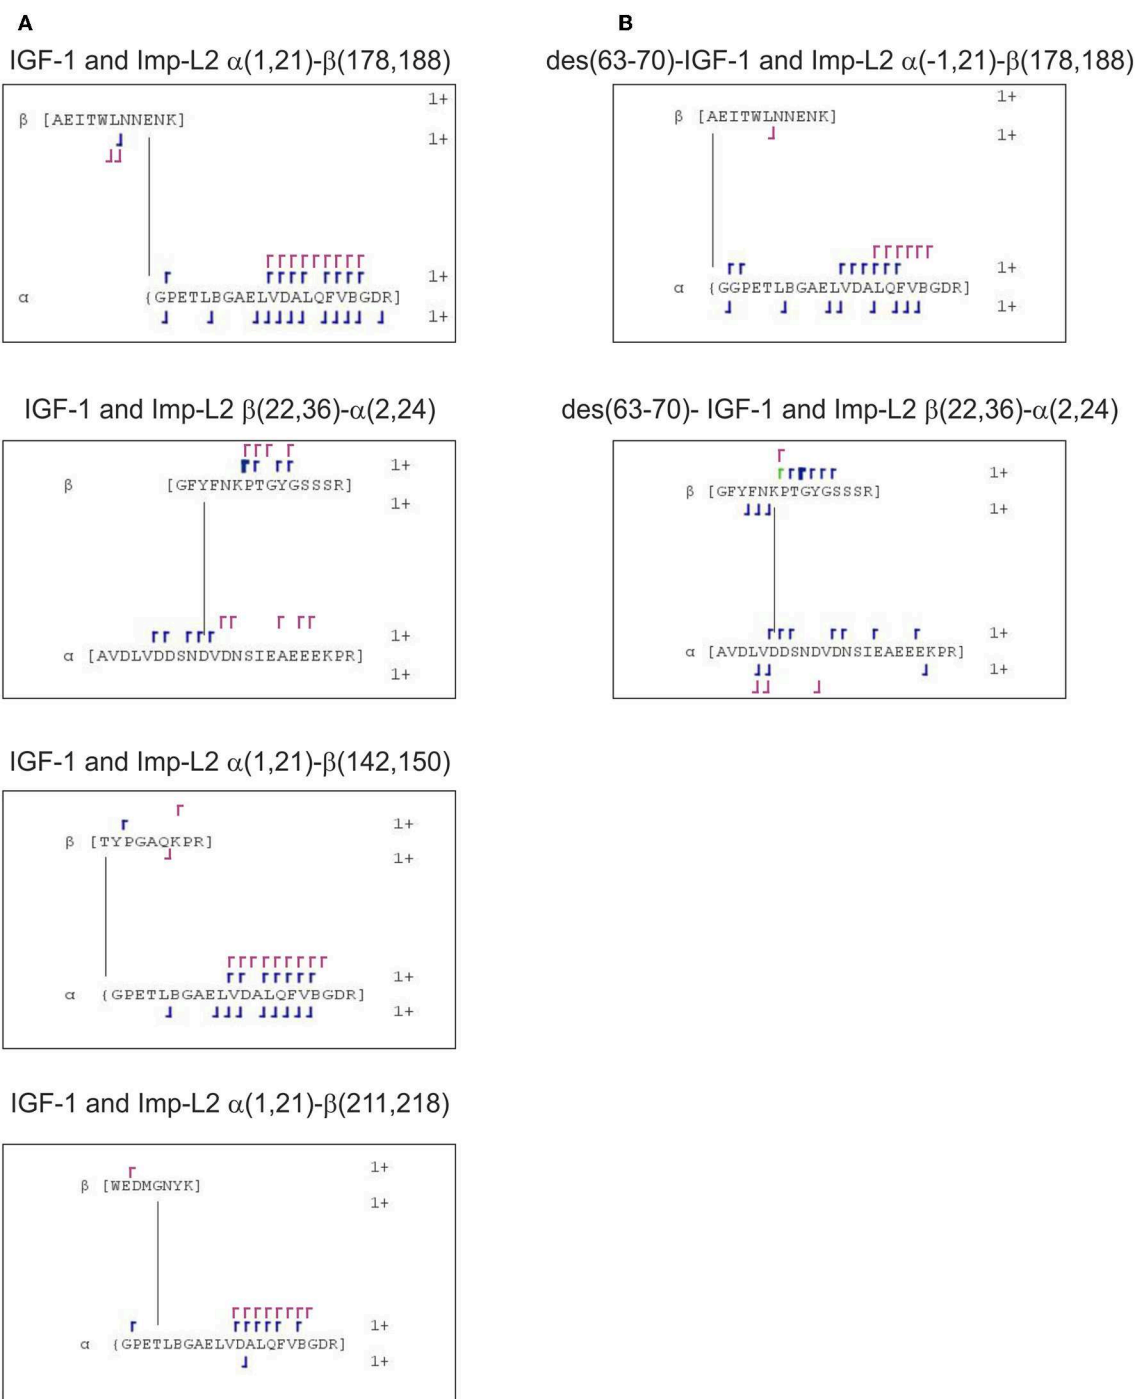 A
IGF-1 and Imp-L2 α(1,21)-β(178,188)
1+
β [AEITWLNNENK]
1+
1+
α {GPETLBGAELVDALQFVBGDR]
1+
IGF-1 and Imp-L2 β(22,36)-α(2,24)
1+
β [GFYFNKPTGYGSSSR]
1+
1+
α [AVDLVDDSNDVDNSIEAEEEKPR]
1+
IGF-1 and Imp-L2 α(1,21)-β(142,150)
1+
β [TYPGAQKPR]
1+
1+
α {GPETLBGAELVDALQFVBGDR]
1+
IGF-1 and Imp-L2 α(1,21)-β(211,218)
1+
β [WEDMGNYK]
1+
1+
α {GPETLBGAELVDALQFVBGDR]
1+
B
des(63-70)-IGF-1 and Imp-L2 α(-1,21)-β(178,188)
1+
β [AEITWLNNENK]
1+
1+
α {GGPETLBGAELVDALQFVBGDR]
1+
des(63-70)- IGF-1 and Imp-L2 β(22,36)-α(2,24)
1+
β [GFYFNKPTGYGSSSR]
1+
1+
α [AVDLVDDSNDVDNSIEAEEEKPR]
1+